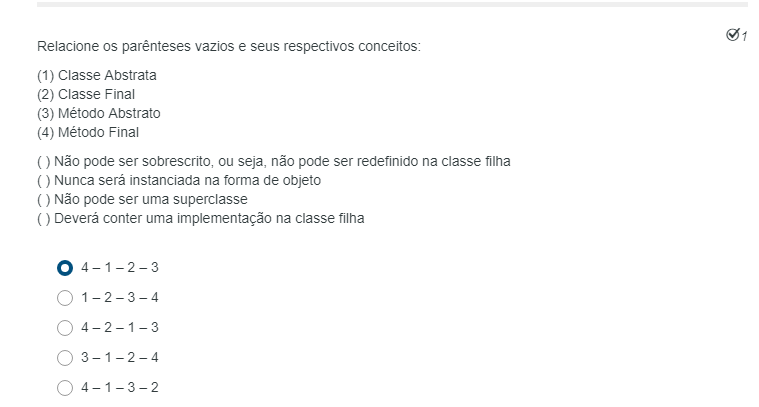 1
Relacione os parênteses vazios e seus respectivos conceitos:
(1) Classe Abstrata
(2) Classe Final
(3) Método Abstrato
(4) Método Final
( ) Não pode ser sobrescrito, ou seja, não pode ser redefinido na classe filha
( ) Nunca será instanciada na forma de objeto
( ) Não pode ser uma superclasse
( ) Deverá conter uma implementação na classe filha
4 – 1 – 2 – 3
1 – 2 – 3 – 4
4 – 2 – 1 – 3
3 – 1 – 2 – 4
4 – 1 – 3 – 2